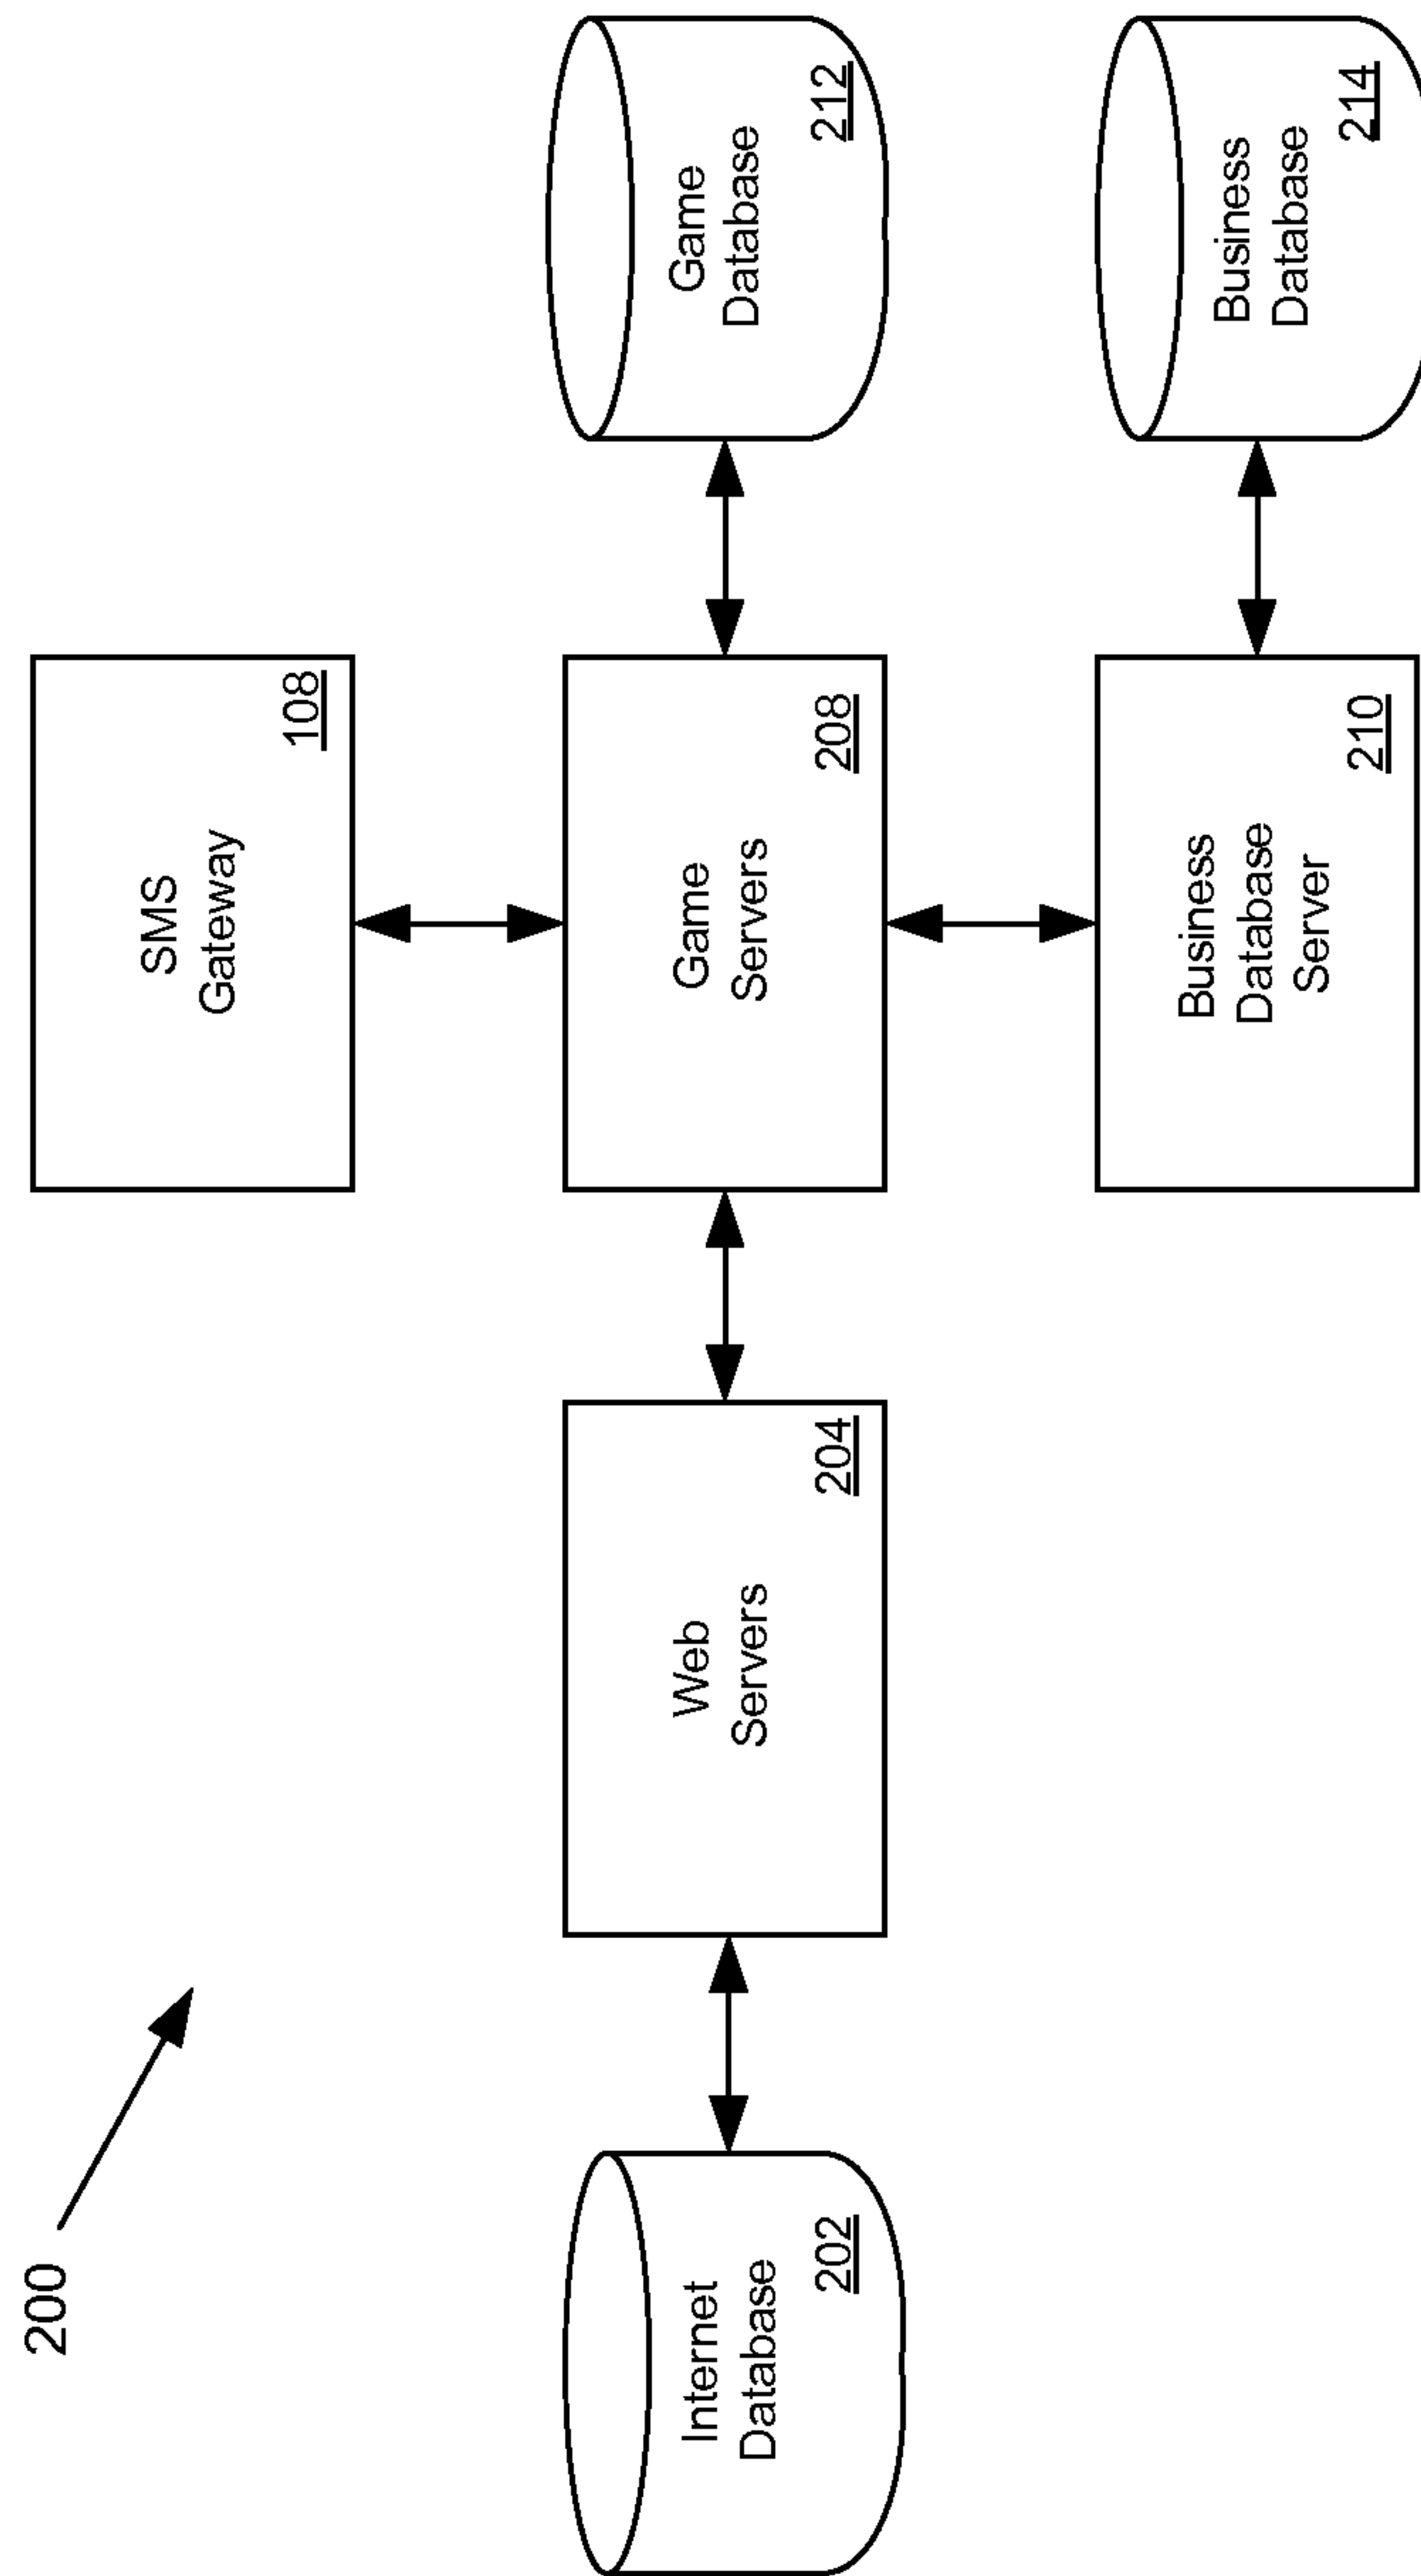 200
SMS
Gateway
108
Internet
Database
202
Web
Servers
204
Game
Servers
208
Game
Database
212
Business
Database
Server
210
Business
Database
214